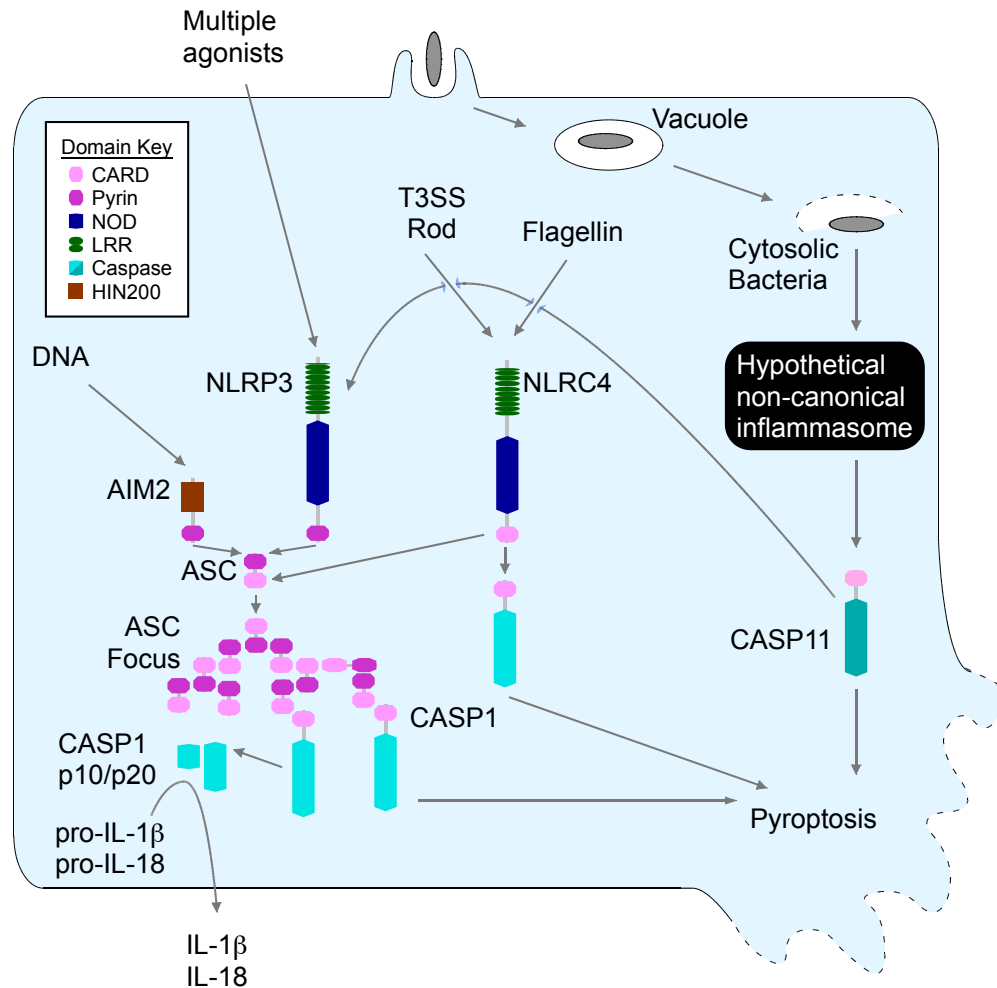 Multiple
agonists
Domain Key
CARD
Pyrin
NOD
LRR
Caspase
HIN200
Vacuole
T3SS
Rod
Flagellin
Cytosolic
Bacteria
DNA
NLRP3
NLRC4
Hypothetical
non-canonical
inflammasome
AIM2
ASC
ASC
Focus
CASP11
CASP1
CASP1
p10/p20
pro-IL-1β
pro-IL-18
Pyroptosis
IL-1β
IL-18